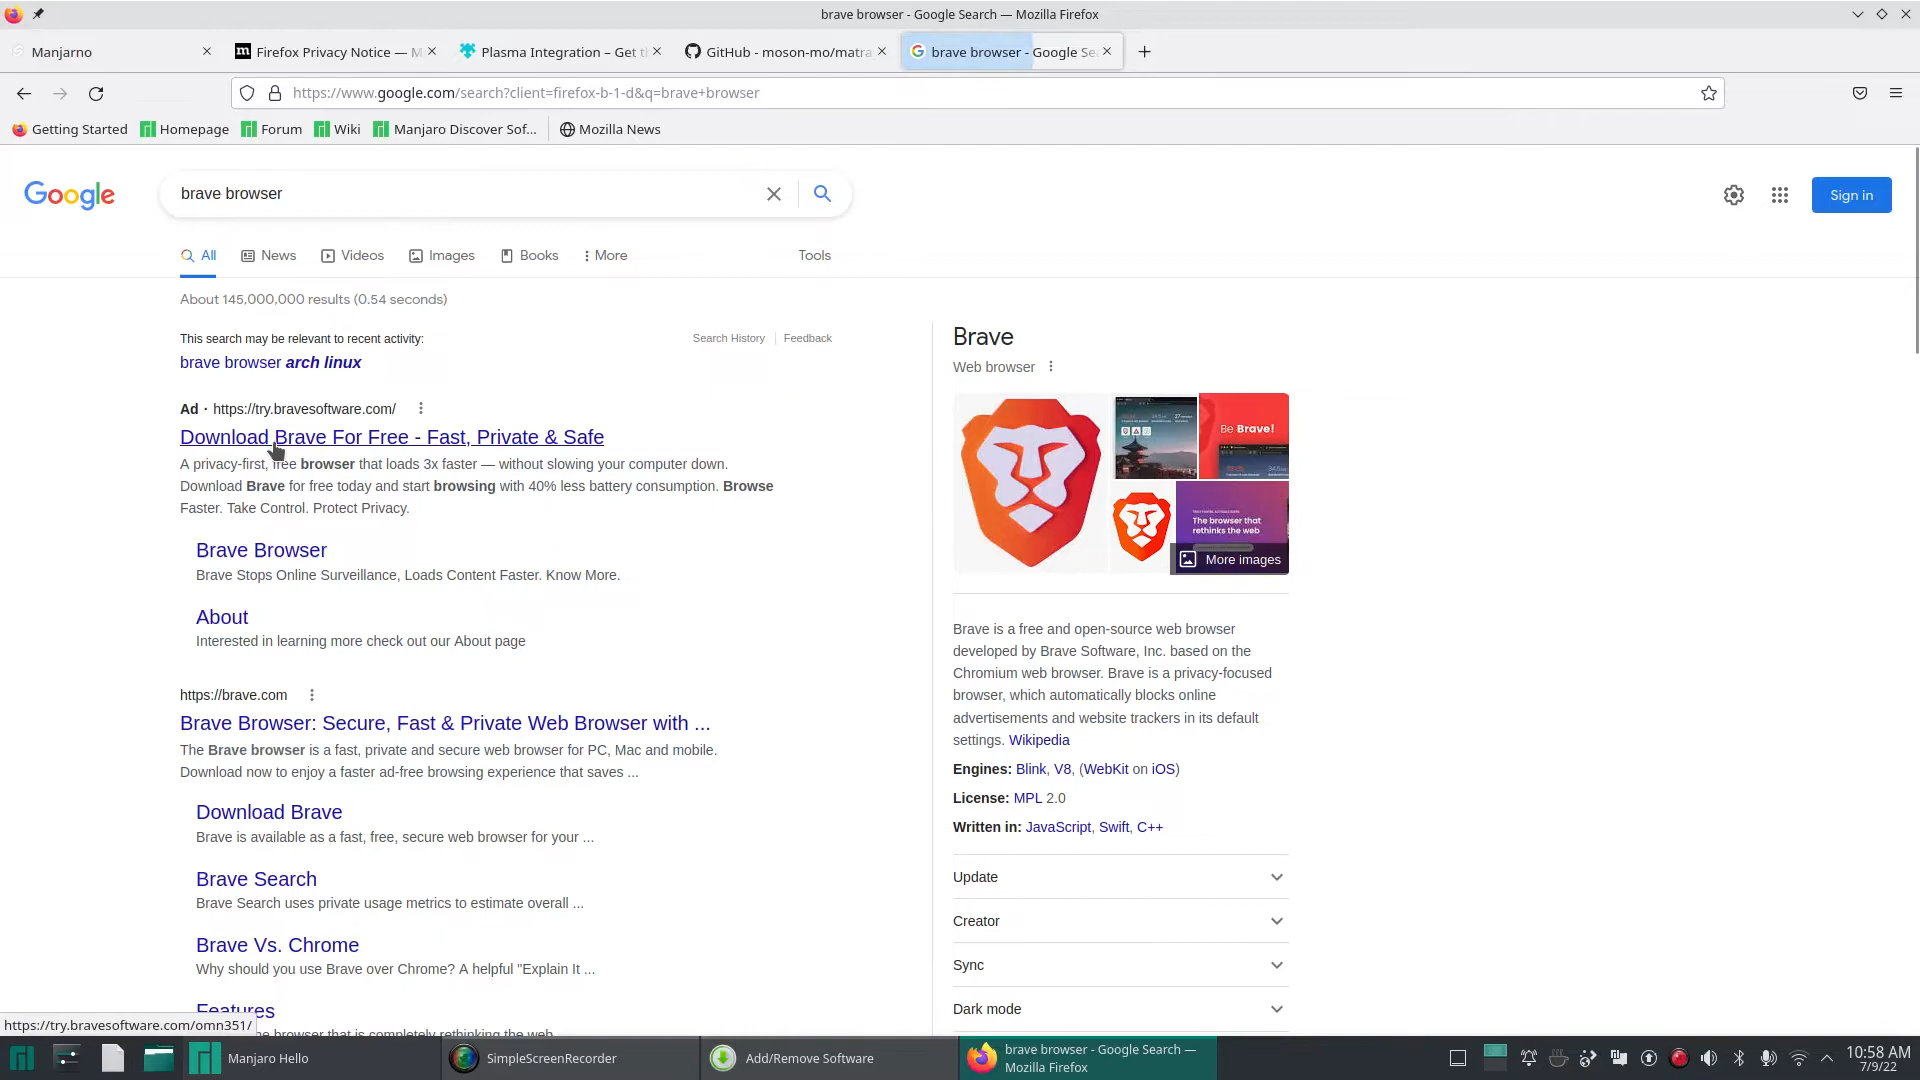 brave browser - Google Search — Mozilla Firefox
Manjarno
Firefox Privacy Notice — M
Plasma Integration – Get t
GitHub - moson-mo/matra
brave browser - Google Se
https://www.google.com/search?client=firefox-b-1-d&q=brave+browser
Getting Started
Homepage
Forum
Wiki
Manjaro Discover Sof...
Mozilla News
Google
brave browser
Sign in
All
News
Videos
Images
Books
More
Tools
About 145,000,000 results (0.54 seconds)
This search may be relevant to recent activity:
Search History
Feedback
brave browser arch linux
Ad · https://try.bravesoftware.com/
Download Brave For Free - Fast, Private & Safe
A privacy-first, free browser that loads 3x faster — without slowing your computer down.
Download Brave for free today and start browsing with 40% less battery consumption. Browse
Faster. Take Control. Protect Privacy.
Brave Browser
Brave Stops Online Surveillance, Loads Content Faster. Know More.
About
Interested in learning more check out our About page
https://brave.com
Brave Browser: Secure, Fast & Private Web Browser with ...
The Brave browser is a fast, private and secure web browser for PC, Mac and mobile.
Download now to enjoy a faster ad-free browsing experience that saves ...
Download Brave
Brave is available as a fast, free, secure web browser for your ...
Brave Search
Brave Search uses private usage metrics to estimate overall ...
Brave Vs. Chrome
Why should you use Brave over Chrome? A helpful "Explain It ...
Features
browser that is completely rethinking the web
Brave
Web browser
Be Brave!
The browser that
rethinks the web
More images
Brave is a free and open-source web browser
developed by Brave Software, Inc. based on the
Chromium web browser. Brave is a privacy-focused
browser, which automatically blocks online
advertisements and website trackers in its default
settings. Wikipedia
Engines: Blink, V8, (WebKit on iOS)
License: MPL 2.0
Written in: JavaScript, Swift, C++
Update
Creator
Sync
Dark mode
https://try.bravesoftware.com/omn351/
Manjaro Hello
SimpleScreenRecorder
Add/Remove Software
brave browser - Google Search —
Mozilla Firefox
10:58 AM
7/9/22